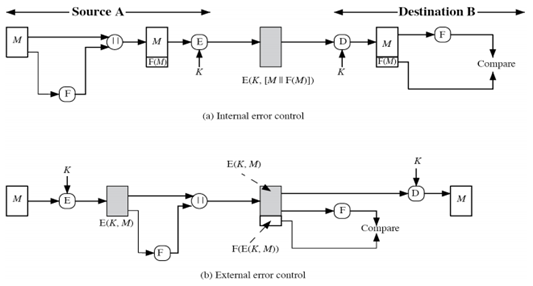 Source A
Destination B
M
F
||
M
F(M)
E
K
E(K, [M || F(M)])
D
K
M
F(M)
F
Compare
(a) Internal error control
M
K
E
E(K, M)
F
||
E(K, M)
F(E(K, M))
F
Compare
K
D
M
(b) External error control